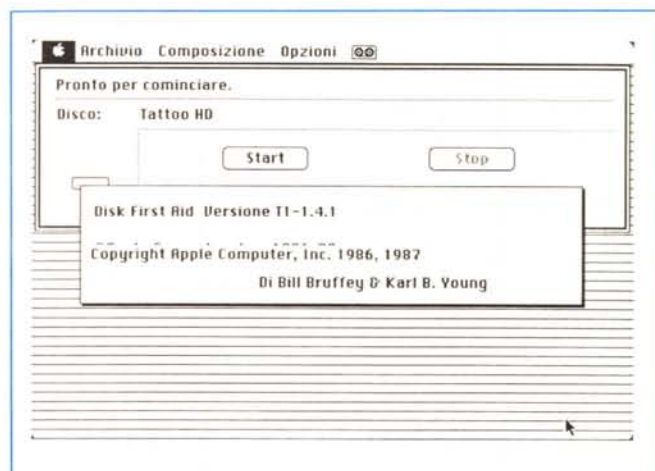 Archivio Composizione Opzioni
Pronto per cominciare.
Disco: Tattoo HD
Start Stop
Disk First Aid Versione T1-1.4.1
Copyright Apple Computer, Inc. 1986, 1987
Di Bill Bruffey & Karl B. Young